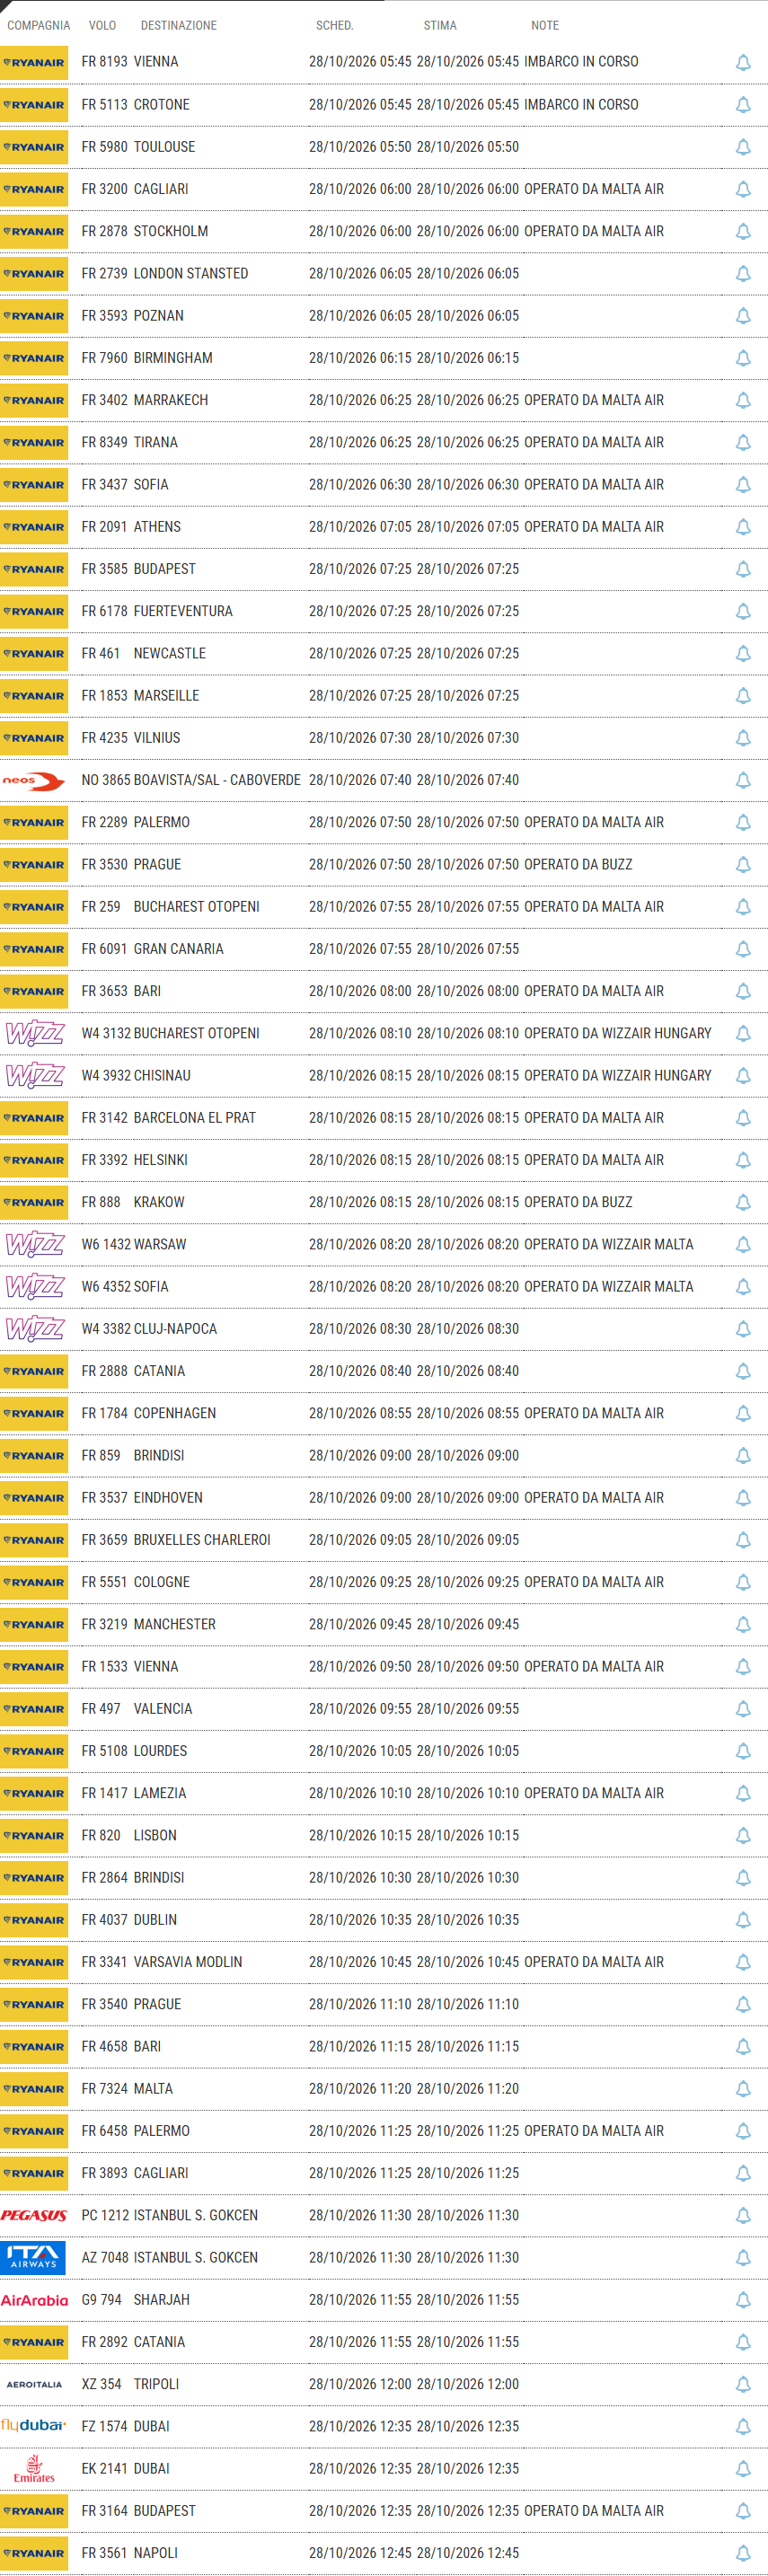 COMPAGNIA VOLO DESTINAZIONE SCHED. STIMA NOTE
RYANAIR FR 8193 VIENNA 28/10/2026 05:45 28/10/2026 05:45 IMBARCO IN CORSO
RYANAIR FR 5113 CROTONE 28/10/2026 05:45 28/10/2026 05:45 IMBARCO IN CORSO
RYANAIR FR 5980 TOULOUSE 28/10/2026 05:50 28/10/2026 05:50
RYANAIR FR 3200 CAGLIARI 28/10/2026 06:00 28/10/2026 06:00 OPERATO DA MALTA AIR
RYANAIR FR 2878 STOCKHOLM 28/10/2026 06:00 28/10/2026 06:00 OPERATO DA MALTA AIR
RYANAIR FR 2739 LONDON STANSTED 28/10/2026 06:05 28/10/2026 06:05
RYANAIR FR 3593 POZNAN 28/10/2026 06:05 28/10/2026 06:05
RYANAIR FR 7960 BIRMINGHAM 28/10/2026 06:15 28/10/2026 06:15
RYANAIR FR 3402 MARRAKECH 28/10/2026 06:25 28/10/2026 06:25 OPERATO DA MALTA AIR
RYANAIR FR 8349 TIRANA 28/10/2026 06:25 28/10/2026 06:25 OPERATO DA MALTA AIR
RYANAIR FR 3437 SOFIA 28/10/2026 06:30 28/10/2026 06:30 OPERATO DA MALTA AIR
RYANAIR FR 2091 ATHENS 28/10/2026 07:05 28/10/2026 07:05 OPERATO DA MALTA AIR
RYANAIR FR 3585 BUDAPEST 28/10/2026 07:25 28/10/2026 07:25
RYANAIR FR 6178 FUERTEVENTURA 28/10/2026 07:25 28/10/2026 07:25
RYANAIR FR 461 NEWCASTLE 28/10/2026 07:25 28/10/2026 07:25
RYANAIR FR 1853 MARSEILLE 28/10/2026 07:25 28/10/2026 07:25
RYANAIR FR 4235 VILNIUS 28/10/2026 07:30 28/10/2026 07:30
neos NO 3865 BOAVISTA/SAL - CABOVERDE 28/10/2026 07:40 28/10/2026 07:40
RYANAIR FR 2289 PALERMO 28/10/2026 07:50 28/10/2026 07:50 OPERATO DA MALTA AIR
RYANAIR FR 3530 PRAGUE 28/10/2026 07:50 28/10/2026 07:50 OPERATO DA BUZZ
RYANAIR FR 259 BUCHAREST OTOPENI 28/10/2026 07:55 28/10/2026 07:55 OPERATO DA MALTA AIR
RYANAIR FR 6091 GRAN CANARIA 28/10/2026 07:55 28/10/2026 07:55
RYANAIR FR 3653 BARI 28/10/2026 08:00 28/10/2026 08:00 OPERATO DA MALTA AIR
WIZZ W4 3132 BUCHAREST OTOPENI 28/10/2026 08:10 28/10/2026 08:10 OPERATO DA WIZZAIR HUNGARY
WIZZ W4 3932 CHISINAU 28/10/2026 08:15 28/10/2026 08:15 OPERATO DA WIZZAIR HUNGARY
RYANAIR FR 3142 BARCELONA EL PRAT 28/10/2026 08:15 28/10/2026 08:15 OPERATO DA MALTA AIR
RYANAIR FR 3392 HELSINKI 28/10/2026 08:15 28/10/2026 08:15 OPERATO DA MALTA AIR
RYANAIR FR 888 KRAKOW 28/10/2026 08:15 28/10/2026 08:15 OPERATO DA BUZZ
WIZZ W6 1432 WARSAW 28/10/2026 08:20 28/10/2026 08:20 OPERATO DA WIZZAIR MALTA
WIZZ W6 4352 SOFIA 28/10/2026 08:20 28/10/2026 08:20 OPERATO DA WIZZAIR MALTA
WIZZ W4 3382 CLUJ-NAPOCA 28/10/2026 08:30 28/10/2026 08:30
RYANAIR FR 2888 CATANIA 28/10/2026 08:40 28/10/2026 08:40
RYANAIR FR 1784 COPENHAGEN 28/10/2026 08:55 28/10/2026 08:55 OPERATO DA MALTA AIR
RYANAIR FR 859 BRINDISI 28/10/2026 09:00 28/10/2026 09:00
RYANAIR FR 3537 EINDHOVEN 28/10/2026 09:00 28/10/2026 09:00 OPERATO DA MALTA AIR
RYANAIR FR 3659 BRUXELLES CHARLEROI 28/10/2026 09:05 28/10/2026 09:05
RYANAIR FR 5551 COLOGNE 28/10/2026 09:25 28/10/2026 09:25 OPERATO DA MALTA AIR
RYANAIR FR 3219 MANCHESTER 28/10/2026 09:45 28/10/2026 09:45
RYANAIR FR 1533 VIENNA 28/10/2026 09:50 28/10/2026 09:50 OPERATO DA MALTA AIR
RYANAIR FR 497 VALENCIA 28/10/2026 09:55 28/10/2026 09:55
RYANAIR FR 5108 LOURDES 28/10/2026 10:05 28/10/2026 10:05
RYANAIR FR 1417 LAMEZIA 28/10/2026 10:10 28/10/2026 10:10 OPERATO DA MALTA AIR
RYANAIR FR 820 LISBON 28/10/2026 10:15 28/10/2026 10:15
RYANAIR FR 2864 BRINDISI 28/10/2026 10:30 28/10/2026 10:30
RYANAIR FR 4037 DUBLIN 28/10/2026 10:35 28/10/2026 10:35
RYANAIR FR 3341 VARSAVIA MODLIN 28/10/2026 10:45 28/10/2026 10:45 OPERATO DA MALTA AIR
RYANAIR FR 3540 PRAGUE 28/10/2026 11:10 28/10/2026 11:10
RYANAIR FR 4658 BARI 28/10/2026 11:15 28/10/2026 11:15
RYANAIR FR 7324 MALTA 28/10/2026 11:20 28/10/2026 11:20
RYANAIR FR 6458 PALERMO 28/10/2026 11:25 28/10/2026 11:25 OPERATO DA MALTA AIR
RYANAIR FR 3893 CAGLIARI 28/10/2026 11:25 28/10/2026 11:25
PEGASUS PC 1212 ISTANBUL S. GOKCEN 28/10/2026 11:30 28/10/2026 11:30
ITA AIRWAYS AZ 7048 ISTANBUL S. GOKCEN 28/10/2026 11:30 28/10/2026 11:30
AirArabia G9 794 SHARJAH 28/10/2026 11:55 28/10/2026 11:55
RYANAIR FR 2892 CATANIA 28/10/2026 11:55 28/10/2026 11:55
AEROITALIA XZ 354 TRIPOLI 28/10/2026 12:00 28/10/2026 12:00
flydubai FZ 1574 DUBAI 28/10/2026 12:35 28/10/2026 12:35
Emirates EK 2141 DUBAI 28/10/2026 12:35 28/10/2026 12:35
RYANAIR FR 3164 BUDAPEST 28/10/2026 12:35 28/10/2026 12:35 OPERATO DA MALTA AIR
RYANAIR FR 3561 NAPOLI 28/10/2026 12:45 28/10/2026 12:45